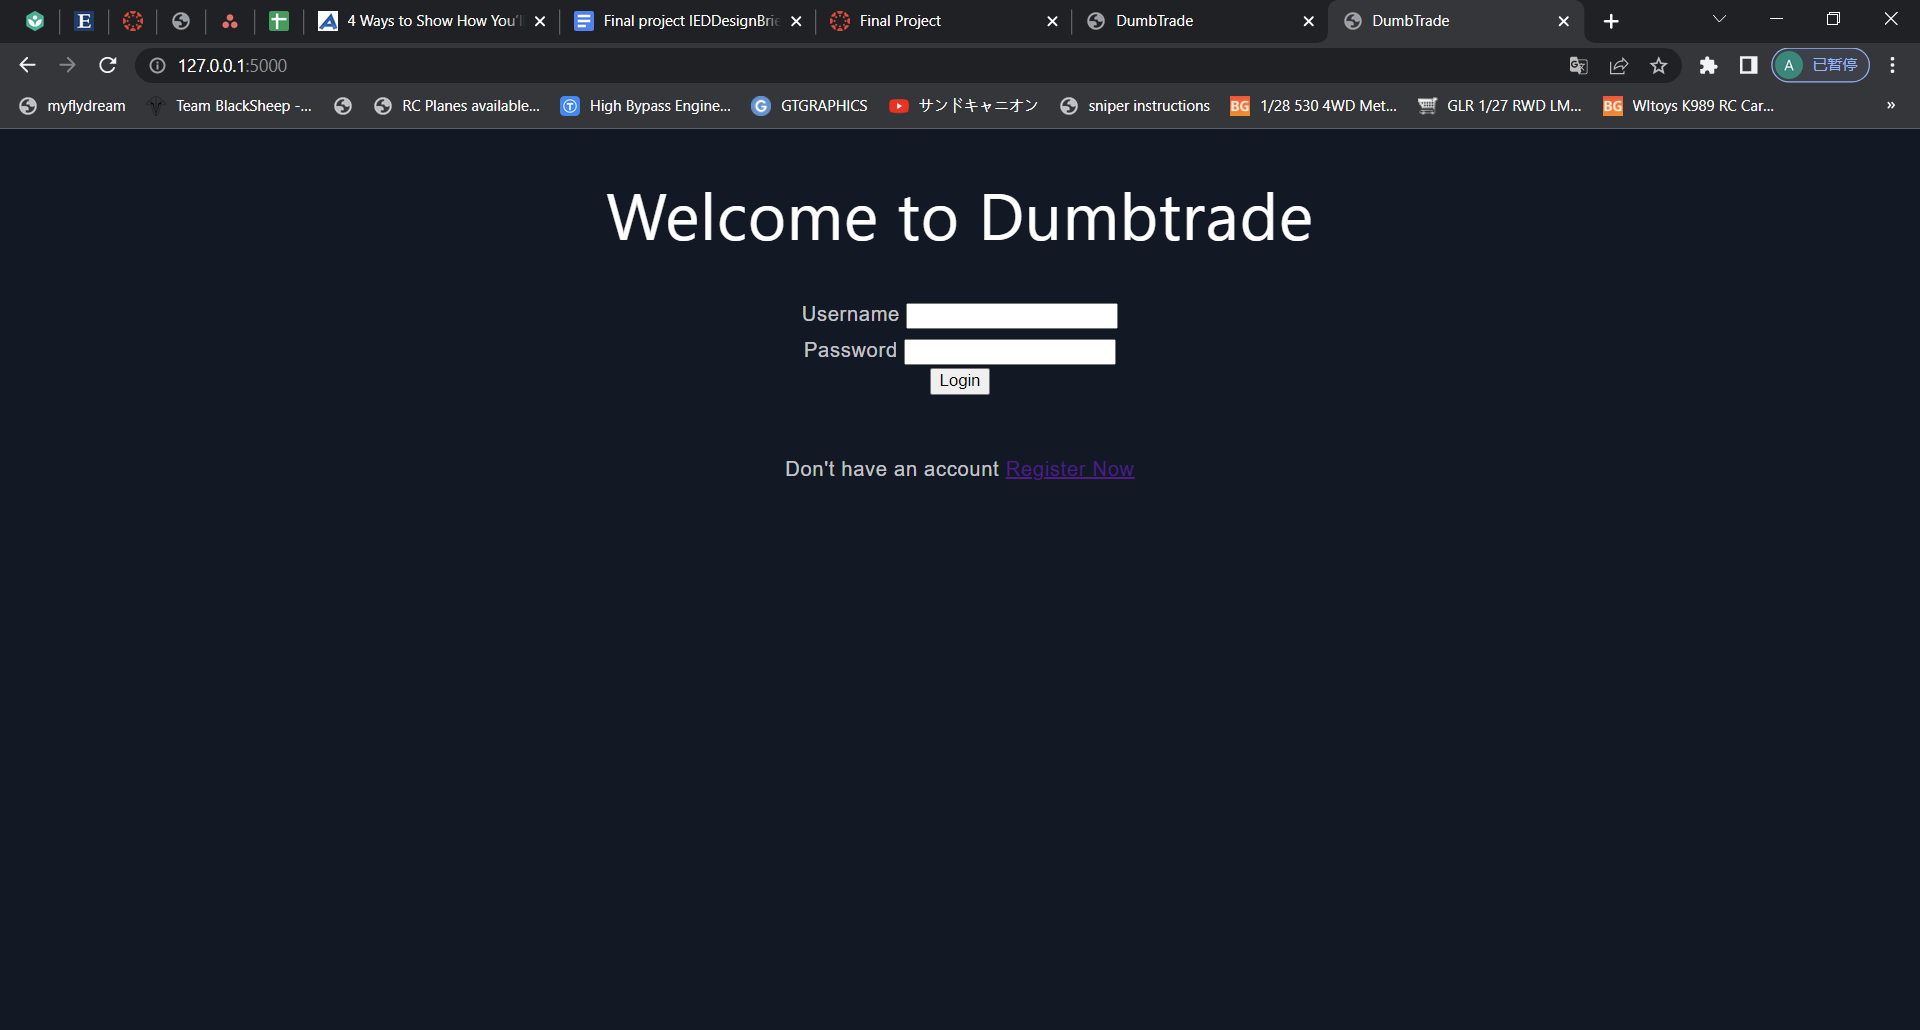 4 Ways to Show How You'l
Final project IEDDesignBrie
Final Project
DumbTrade
DumbTrade
127.0.0.1:5000
A 已暂停
myflydream
Team BlackSheep -...
RC Planes available...
High Bypass Engine...
GTGRAPHICS
サンドキャニオン
sniper instructions
BG 1/28 530 4WD Met...
GLR 1/27 RWD LM...
BG Wltoys K989 RC Car...
»
Welcome to Dumbtrade
Username
Password
Login
Don't have an account Register Now